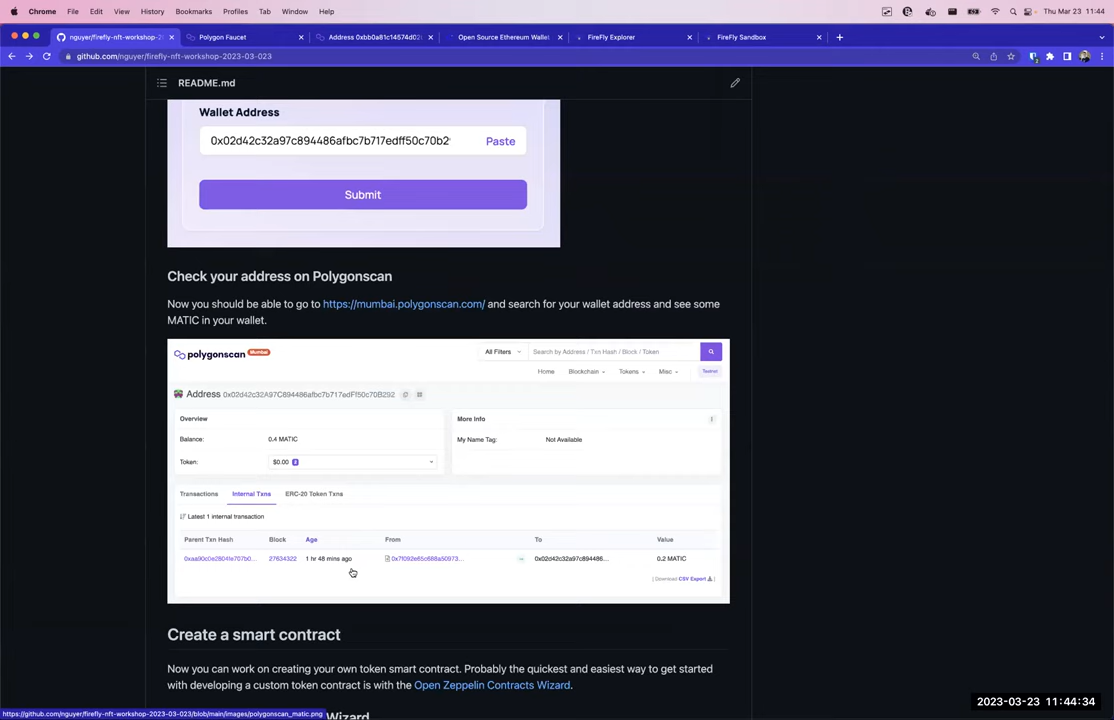 Chrome File Edit View History Bookmarks Profiles Tab Window Help Thu Mar 23 11:44
nguyer/firefly-nft-workshop-2023-03- Polygon Faucet Address 0xbb0a81c14574d02 Open Source Ethereum Wallet FireFly Explorer FireFly Sandbox
github.com/nguyer/firefly-nft-workshop-2023-03-023
README.md
Wallet Address
0x02d42c32a97c894486afbc7b717edff50c70b2 Paste
Submit
Check your address on Polygonscan
Now you should be able to go to https://mumbai.polygonscan.com/ and search for your wallet address and see some
MATIC in your wallet.
polygonscan Mumbai All Filters Search by Address / Txn Hash / Block / Token
Home Blockchain Tokens Misc Testnet
Address 0x02d42c32A97C894486afbc7b717edFf50c70B292
Overview More Info
Balance: 0.4 MATIC My Name Tag: Not Available
Token: $0.00 2
Transactions Internal Txns ERC-20 Token Txns
Latest 1 internal transaction
Parent Txn Hash Block Age From To Value
0xaa90c0e2804fe707b0... 27634322 1 hr 48 mins ago 0x7f092e65c688a50973... 0x02d42c32a97c894486... 0.2 MATIC
[ Download CSV Export ]
Create a smart contract
Now you can work on creating your own token smart contract. Probably the quickest and easiest way to get started
with developing a custom token contract is with the Open Zeppelin Contracts Wizard.
https://github.com/nguyer/firefly-nft-workshop-2023-03-023/blob/main/images/polygonscan_matic.png Wizard
2023-03-23 11:44:34